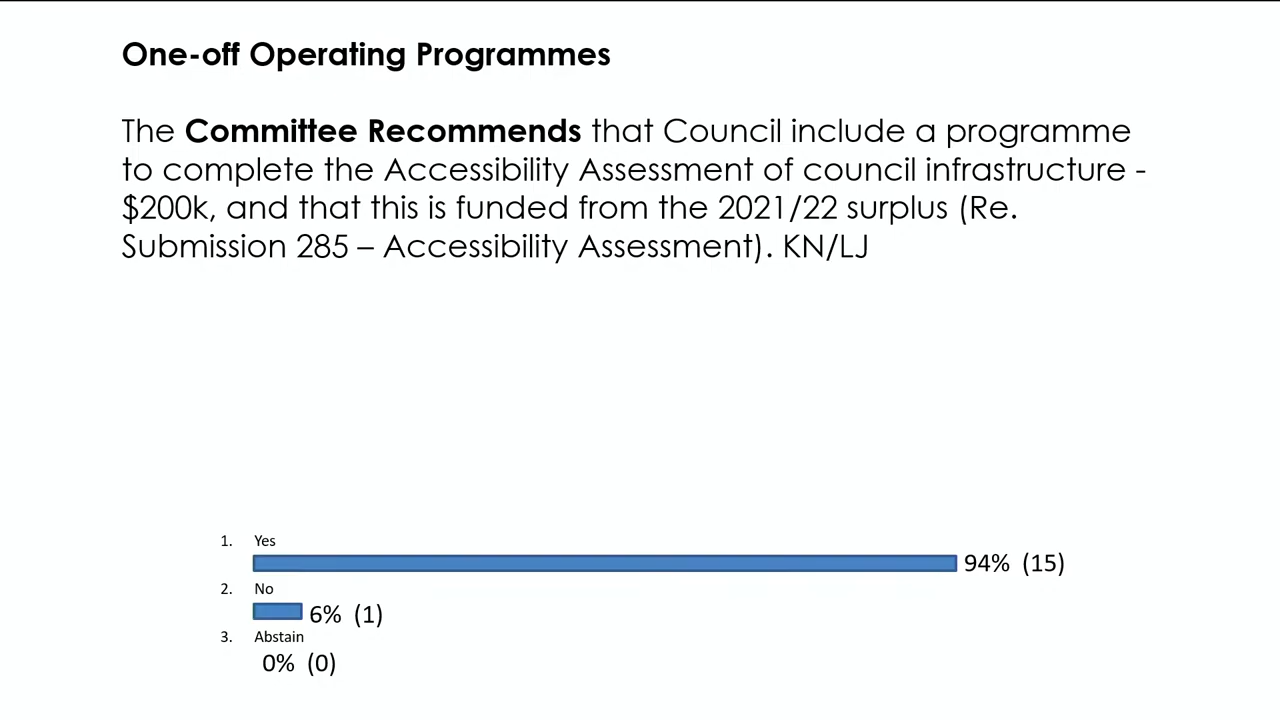 One-off Operating Programmes
The Committee Recommends that Council include a programme
to complete the Accessibility Assessment of council infrastructure -
$200k, and that this is funded from the 2021/22 surplus (Re.
Submission 285 – Accessibility Assessment). KN/LJ
1. Yes
94% (15)
2. No
6% (1)
3. Abstain
0% (0)